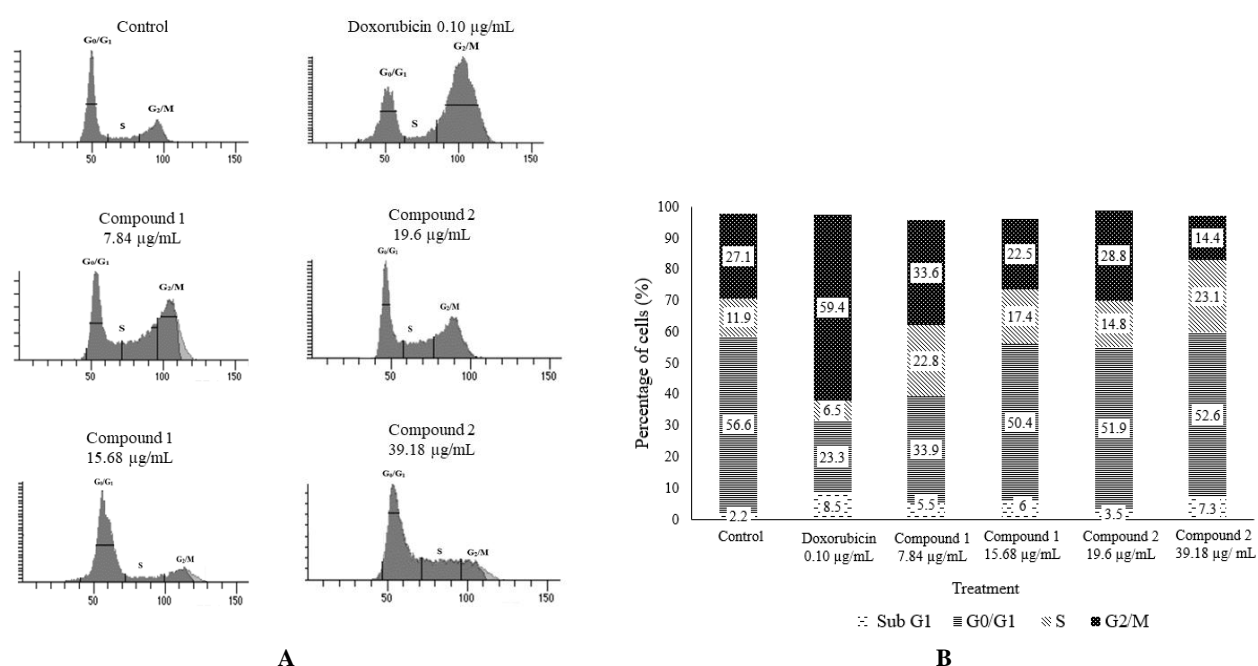 Control
G₀/G₁
S
G₂/M
50
100
150
Doxorubicin 0.10 µg/mL
G₀/G₁
S
G₂/M
50
100
150
Compound 1
7.84 µg/mL
G₀/G₁
S
G₂/M
50
100
150
Compound 2
19.6 µg/mL
G₀/G₁
S
G₂/M
50
100
150
Compound 1
15.68 µg/mL
G₀/G₁
S
G₂/M
50
100
150
Compound 2
39.18 µg/mL
G₀/G₁
S
G₂/M
50
100
150
A
Percentage of cells (%)
100
90
80
70
60
50
40
30
20
10
0
27.1
11.9
56.6
2.2
59.4
6.5
23.3
8.5
33.6
22.8
33.9
5.5
22.5
17.4
50.4
6
28.8
14.8
51.9
3.5
14.4
23.1
52.6
7.3
Control
Doxorubicin
0.10 µg/mL
Compound 1
7.84 µg/mL
Compound 1
15.68 µg/mL
Compound 2
19.6 µg/mL
Compound 2
39.18 µg/ mL
Treatment
Sub G1 G0/G1 S G2/M
B